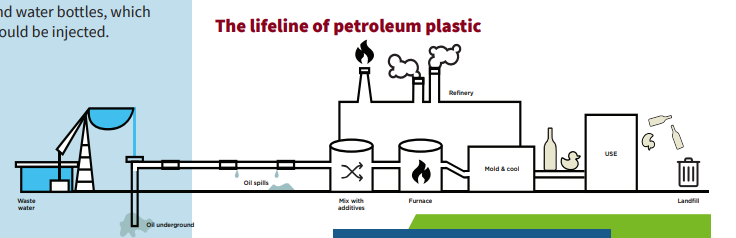 nd water bottles, which
ould be injected.
The lifeline of petroleum plastic
Refinery
Mold & cool
USE
Oil spills
Waste
water
Oil underground
Mix with
additives
Furnace
Landfill